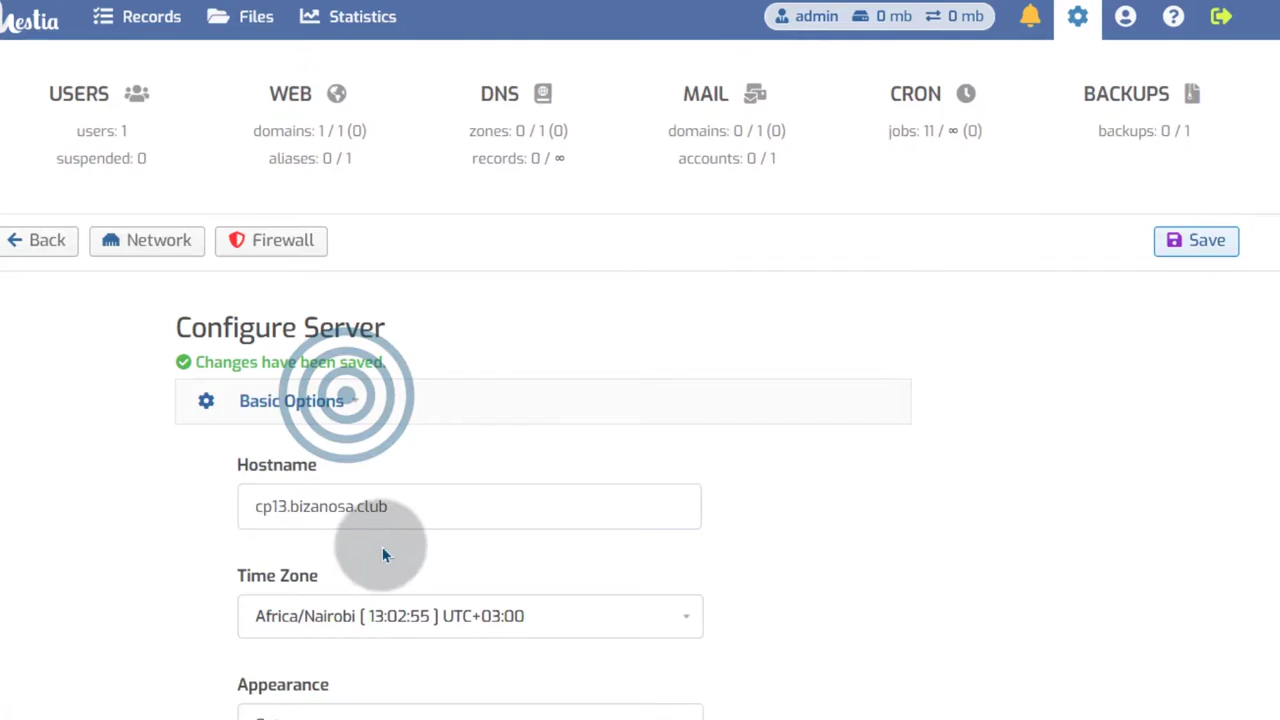 Hestia
Records Files Statistics admin 0 mb 0 mb
USERS WEB DNS MAIL CRON BACKUPS
users: 1 domains: 1 / 1 (0) zones: 0 / 1 (0) domains: 0 / 1 (0) jobs: 11 / ∞ (0) backups: 0 / 1
suspended: 0 aliases: 0 / 1 records: 0 / ∞ accounts: 0 / 1
Back Network Firewall Save
Configure Server
Changes have been saved.
Basic Options
Hostname
cp13.bizanosa.club
Time Zone
Africa/Nairobi [ 13:02:55 ] UTC+03:00
Appearance